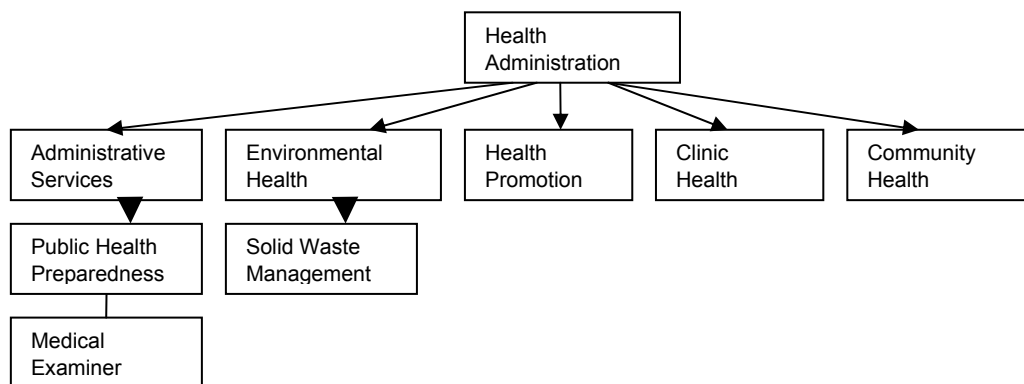 Health
Administration
Administrative
Services
Environmental
Health
Health
Promotion
Clinic
Health
Community
Health
Public Health
Preparedness
Solid Waste
Management
Medical
Examiner